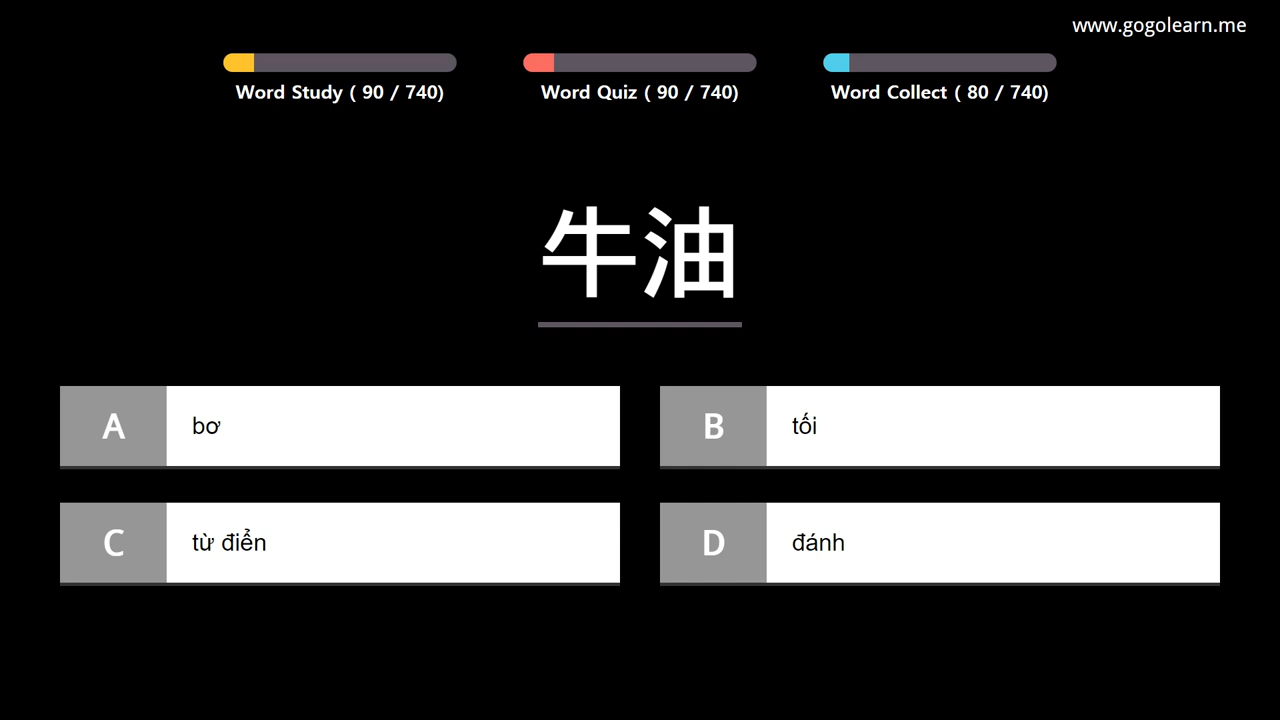 www.gogolearn.me
Word Study ( 90 / 740)
Word Quiz ( 90 / 740)
Word Collect ( 80 / 740)
牛油
A bơ
B tối
C từ điển
D đánh